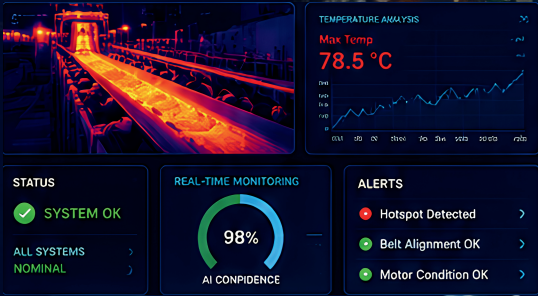 TEMPERATURE ANALYSIS
Max Temp
78.5 °C
STATUS
SYSTEM OK
ALL SYSTEMS
NOMINAL
REAL-TIME MONITORING
98%
AI CONPIDENCE
ALERTS
Hotspot Detected
Belt Alignment OK
Motor Condition OK